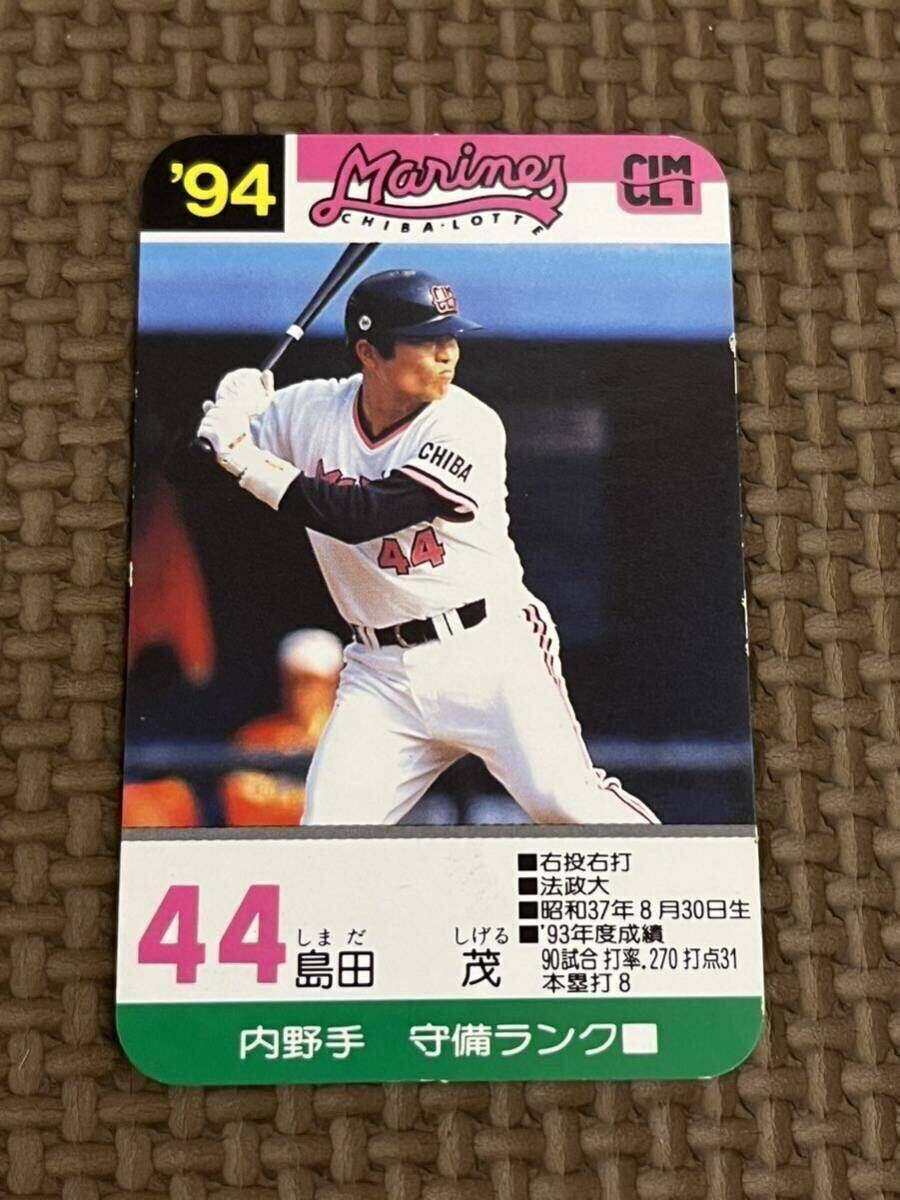 '94
Marines
CHIBA·LOTTE
CLM
CHIBA
44
44
しまだ しげる
島田 茂
■右投右打
■法政大
■昭和37年8月30日生
■'93年度成績
90試合 打率.270 打点31
本塁打8
内野手 守備ランク■